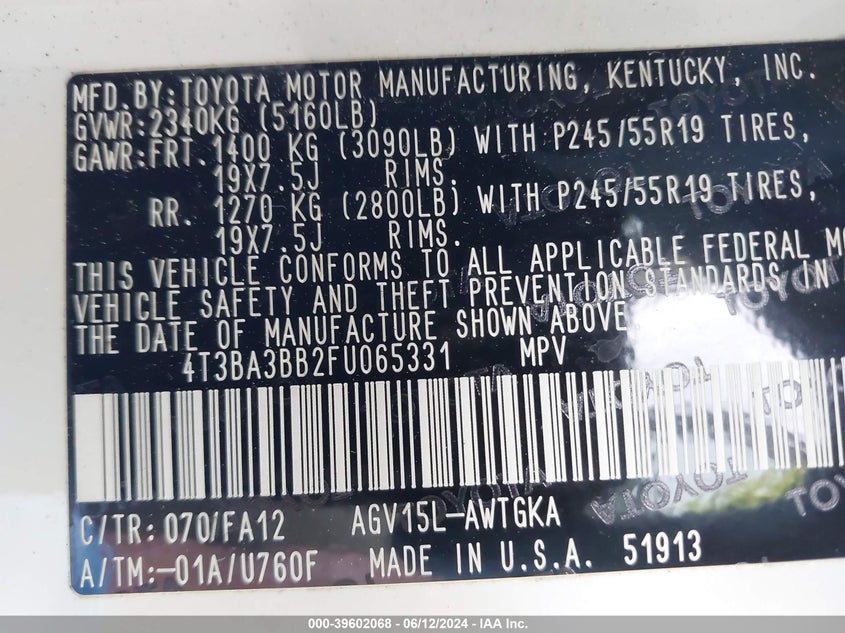 MFD. BY: TOYOTA MOTOR MANUFACTURING, KENTUCKY, INC.
GVWR: 2340KG (5160LB)
GAWR: FRT. 1400 KG (3090LB) WITH P245/55R19 TIRES,
19X7.5J RIMS.
RR. 1270 KG (2800LB) WITH P245/55R19 TIRES,
19X7.5J RIMS.
THIS VEHICLE CONFORMS TO ALL APPLICABLE FEDERAL MO
VEHICLE SAFETY AND THEFT PREVENTION STANDARDS IN
THE DATE OF MANUFACTURE SHOWN ABOVE.
4T3BA3BB2FU065331 MPV
C/TR: 070/FA12 AGV15L-AWTGKA
A/TM:-01A/U760F MADE IN U.S.A. 51913
TOYOTA
000-39602068 - 06/12/2024 - IAA Inc.